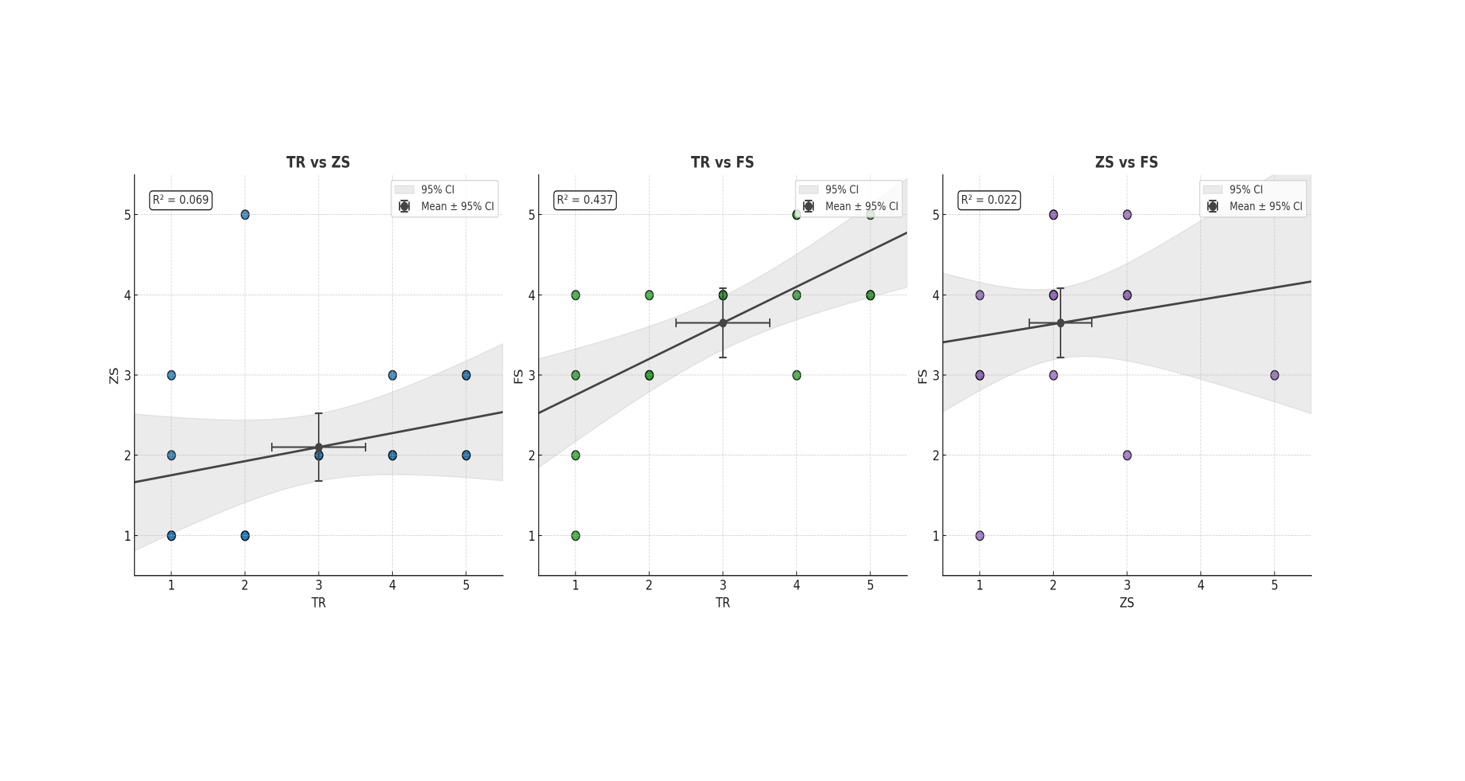 TR vs ZS
R² = 0.069
95% CI
Mean ± 95% CI
5
4
3
2
1
ZS
1 2 3 4 5
TR
TR vs FS
R² = 0.437
95% CI
Mean ± 95% CI
5
4
3
2
1
FS
1 2 3 4 5
TR
ZS vs FS
R² = 0.022
95% CI
Mean ± 95% CI
5
4
3
2
1
FS
1 2 3 4 5
ZS